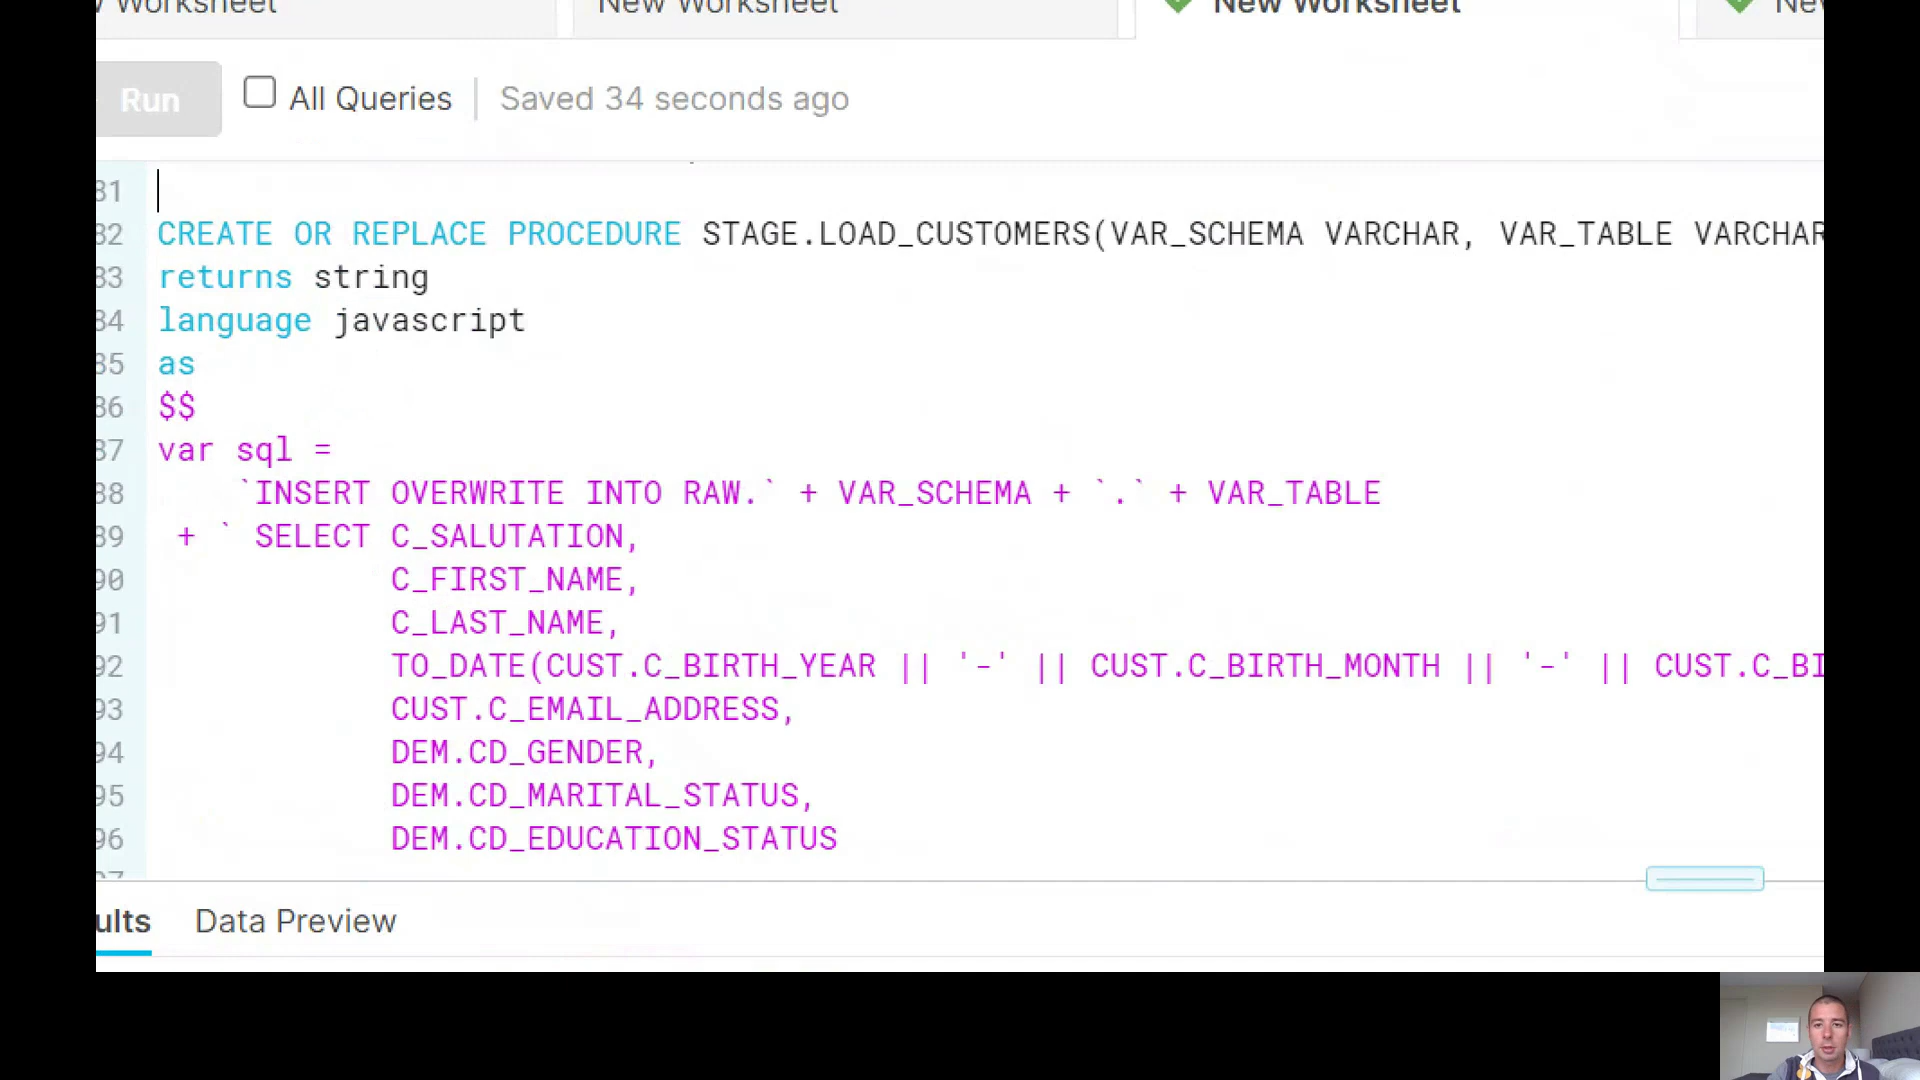 Worksheet
New Worksheet
New Worksheet
Run
All Queries
Saved 34 seconds ago
81
82 CREATE OR REPLACE PROCEDURE STAGE.LOAD_CUSTOMERS(VAR_SCHEMA VARCHAR, VAR_TABLE VARCHAR
83 returns string
84 language javascript
85 as
86 $$
87 var sql =
88 `INSERT OVERWRITE INTO RAW.` + VAR_SCHEMA + `.` + VAR_TABLE
89 + ` SELECT C_SALUTATION,
90 C_FIRST_NAME,
91 C_LAST_NAME,
92 TO_DATE(CUST.C_BIRTH_YEAR || '-' || CUST.C_BIRTH_MONTH || '-' || CUST.C_BI
93 CUST.C_EMAIL_ADDRESS,
94 DEM.CD_GENDER,
95 DEM.CD_MARITAL_STATUS,
96 DEM.CD_EDUCATION_STATUS
ults
Data Preview